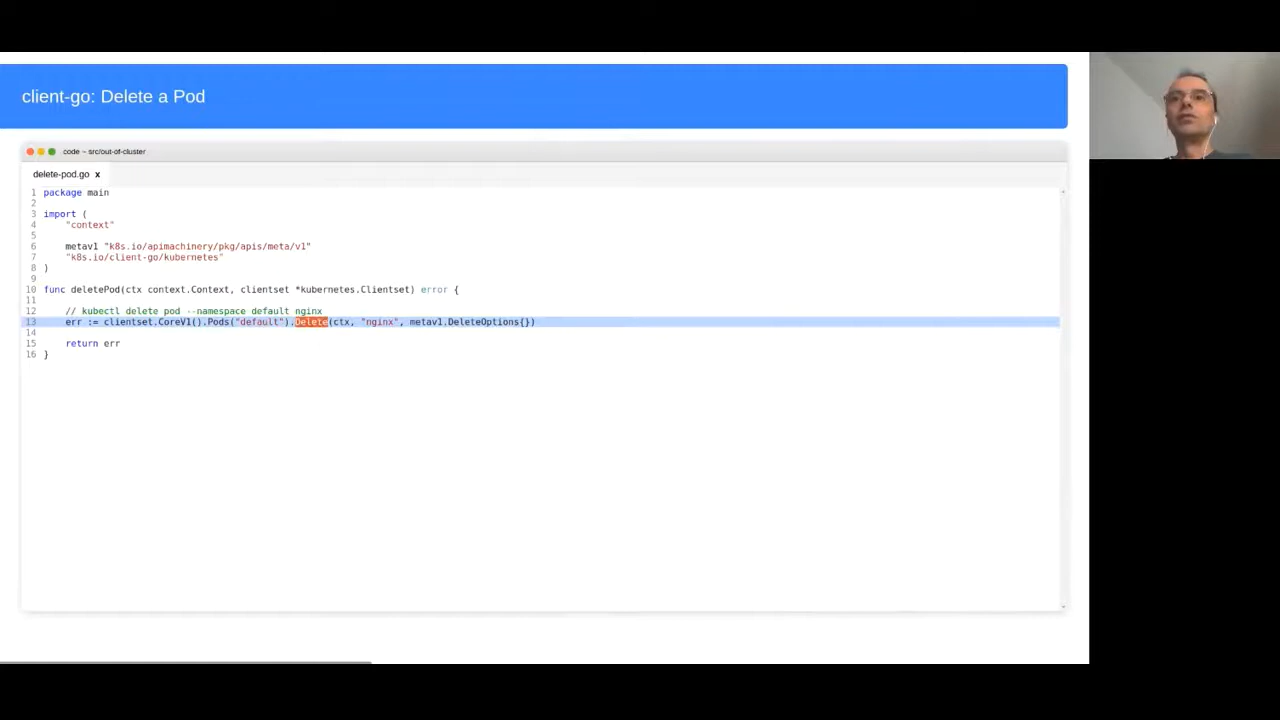 client-go: Delete a Pod
code ~ src/out-of-cluster
delete-pod.go x
1 package main
2
3 import (
4 "context"
5
6 metav1 "k8s.io/apimachinery/pkg/apis/meta/v1"
7 "k8s.io/client-go/kubernetes"
8 )
9
10 func deletePod(ctx context.Context, clientset *kubernetes.Clientset) error {
11
12 // kubectl delete pod --namespace default nginx
13 err := clientset.CoreV1().Pods("default").Delete(ctx, "nginx", metav1.DeleteOptions{})
14
15 return err
16 }